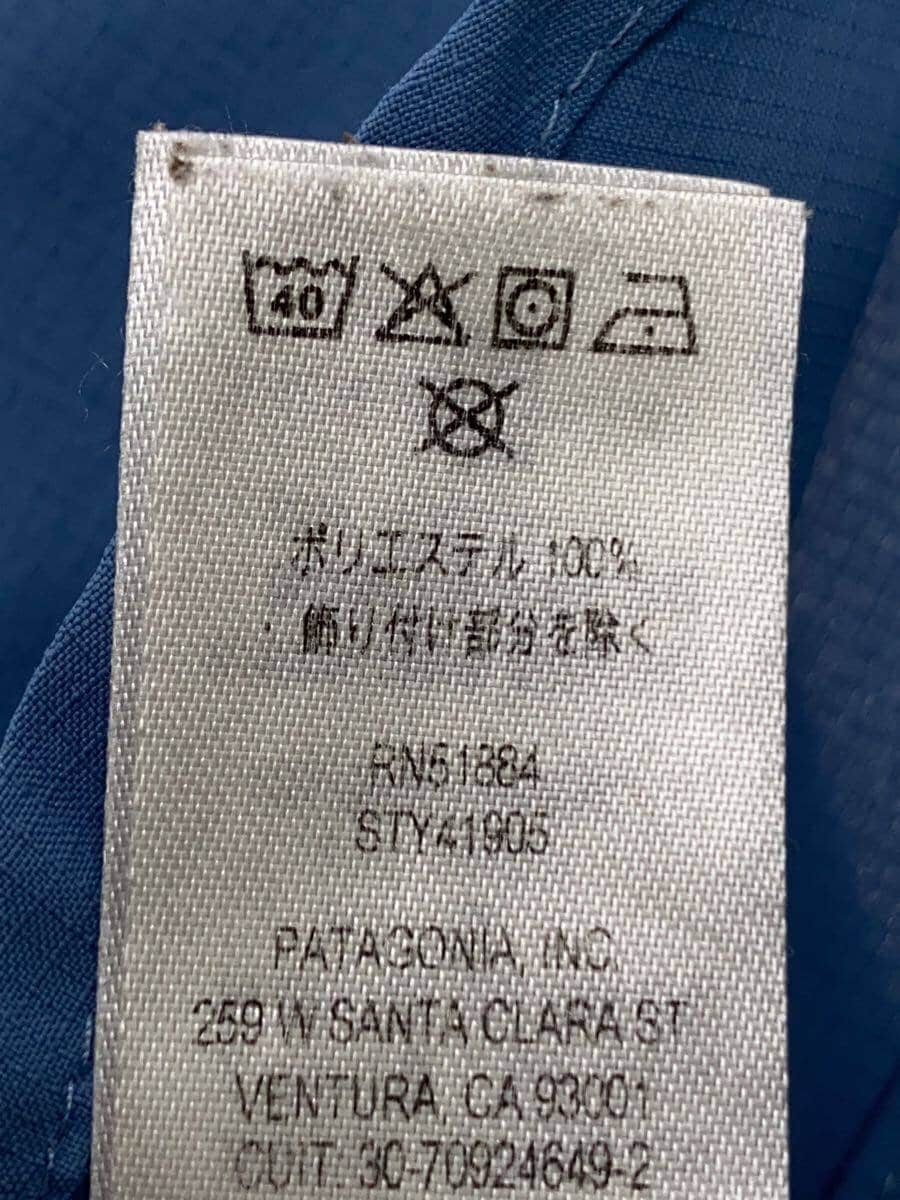 40
ポリエステル 100%
・ 飾り付け部分を除く
RN51884
STY41905
PATAGONIA, INC.
259 W SANTA CLARA ST
VENTURA, CA 93001
CUIT: 30-70924649-2